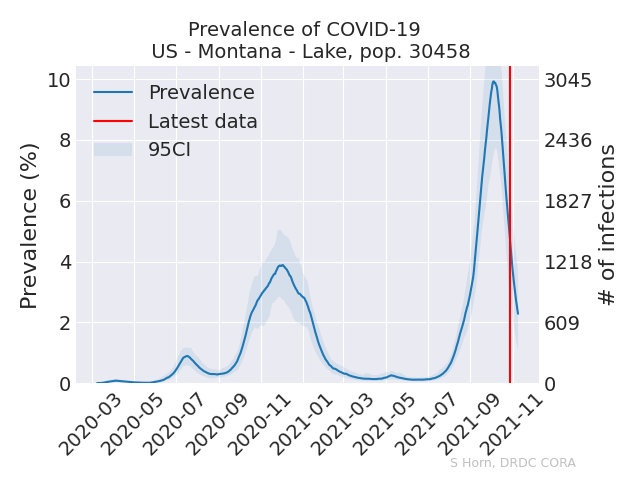 Prevalence of COVID-19
US - Montana - Lake, pop. 30458
Prevalence
Latest data
95CI
Prevalence (%)
10
8
6
4
2
0
3045
2436
1827
1218
609
0
# of infections
2020-03
2020-05
2020-07
2020-09
2020-11
2021-01
2021-03
2021-05
2021-07
2021-09
2021-11
S Horn, DRDC CORA